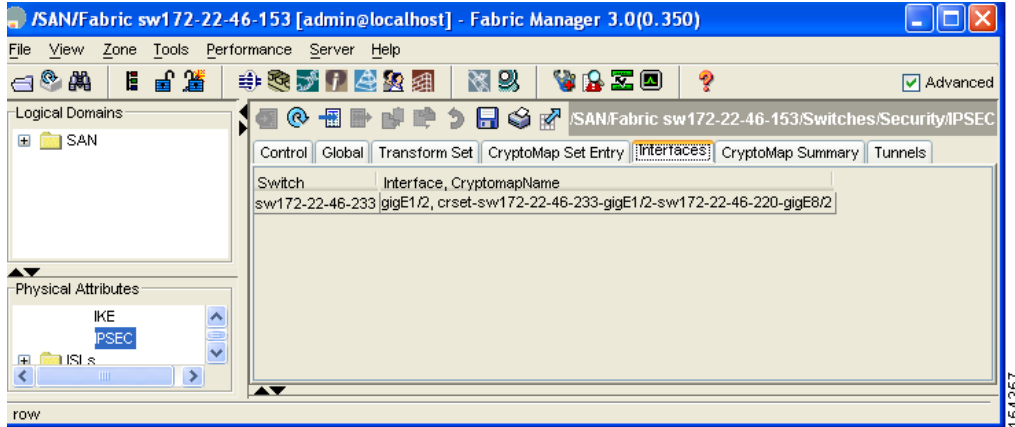 /SAN/Fabric sw172-22-46-153 [admin@localhost] - Fabric Manager 3.0(0.350)
File View Zone Tools Performance Server Help
Advanced
Logical Domains
SAN
/SAN/Fabric sw172-22-46-153/Switches/Security/IPSEC
Control Global Transform Set CryptoMap Set Entry Interfaces CryptoMap Summary Tunnels
Switch Interface, CryptomapName
sw172-22-46-233 gigE1/2, crset-sw172-22-46-233-gigE1/2-sw172-22-46-220-gigE8/2
Physical Attributes
IKE
IPSEC
ISLs
row
154367